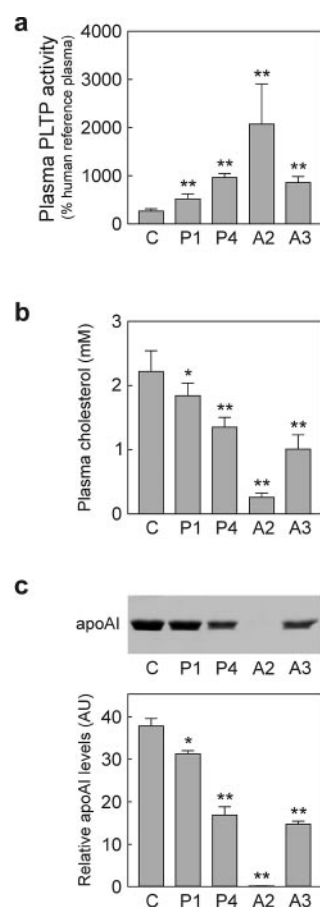 a
Plasma PLTP activity
(% human reference plasma)
4000
3000
2000
1000
0
**
**
**
**
C P1 P4 A2 A3
b
Plasma cholesterol (mM)
3
2
1
0
*
**
**
**
C P1 P4 A2 A3
c
apoAI
C P1 P4 A2 A3
Relative apoAI levels (AU)
40
30
20
10
0
*
**
**
**
C P1 P4 A2 A3